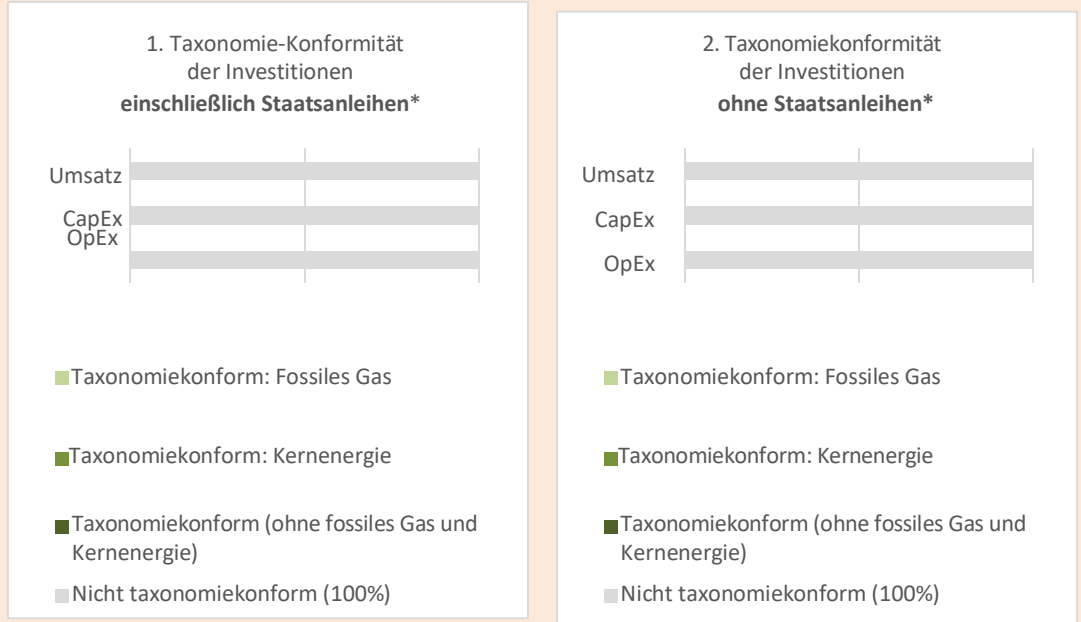 1. Taxonomie-Konformität
der Investitionen
einschließlich Staatsanleihen*
Umsatz
CapEx
OpEx
Taxonomiekonform: Fossiles Gas
Taxonomiekonform: Kernenergie
Taxonomiekonform (ohne fossiles Gas und
Kernenergie)
Nicht taxonomiekonform (100%)
2. Taxonomiekonformität
der Investitionen
ohne Staatsanleihen*
Umsatz
CapEx
OpEx
Taxonomiekonform: Fossiles Gas
Taxonomiekonform: Kernenergie
Taxonomiekonform (ohne fossiles Gas und
Kernenergie)
Nicht taxonomiekonform (100%)